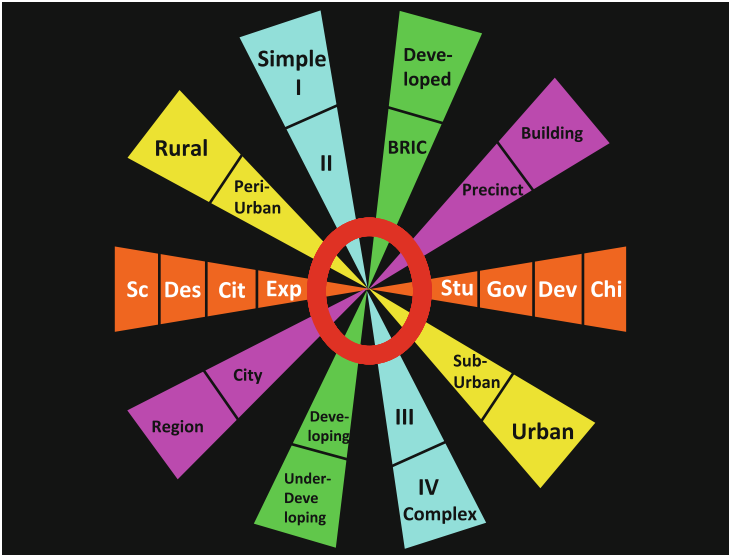 Simple
I
II
Deve-
loped
BRIC
Building
Precinct
Rural
Peri-
Urban
Sc Des Cit Exp
Stu Gov Dev Chi
City
Region
Deve-
loping
Under-
Deve
loping
III
IV
Complex
Sub-
Urban
Urban